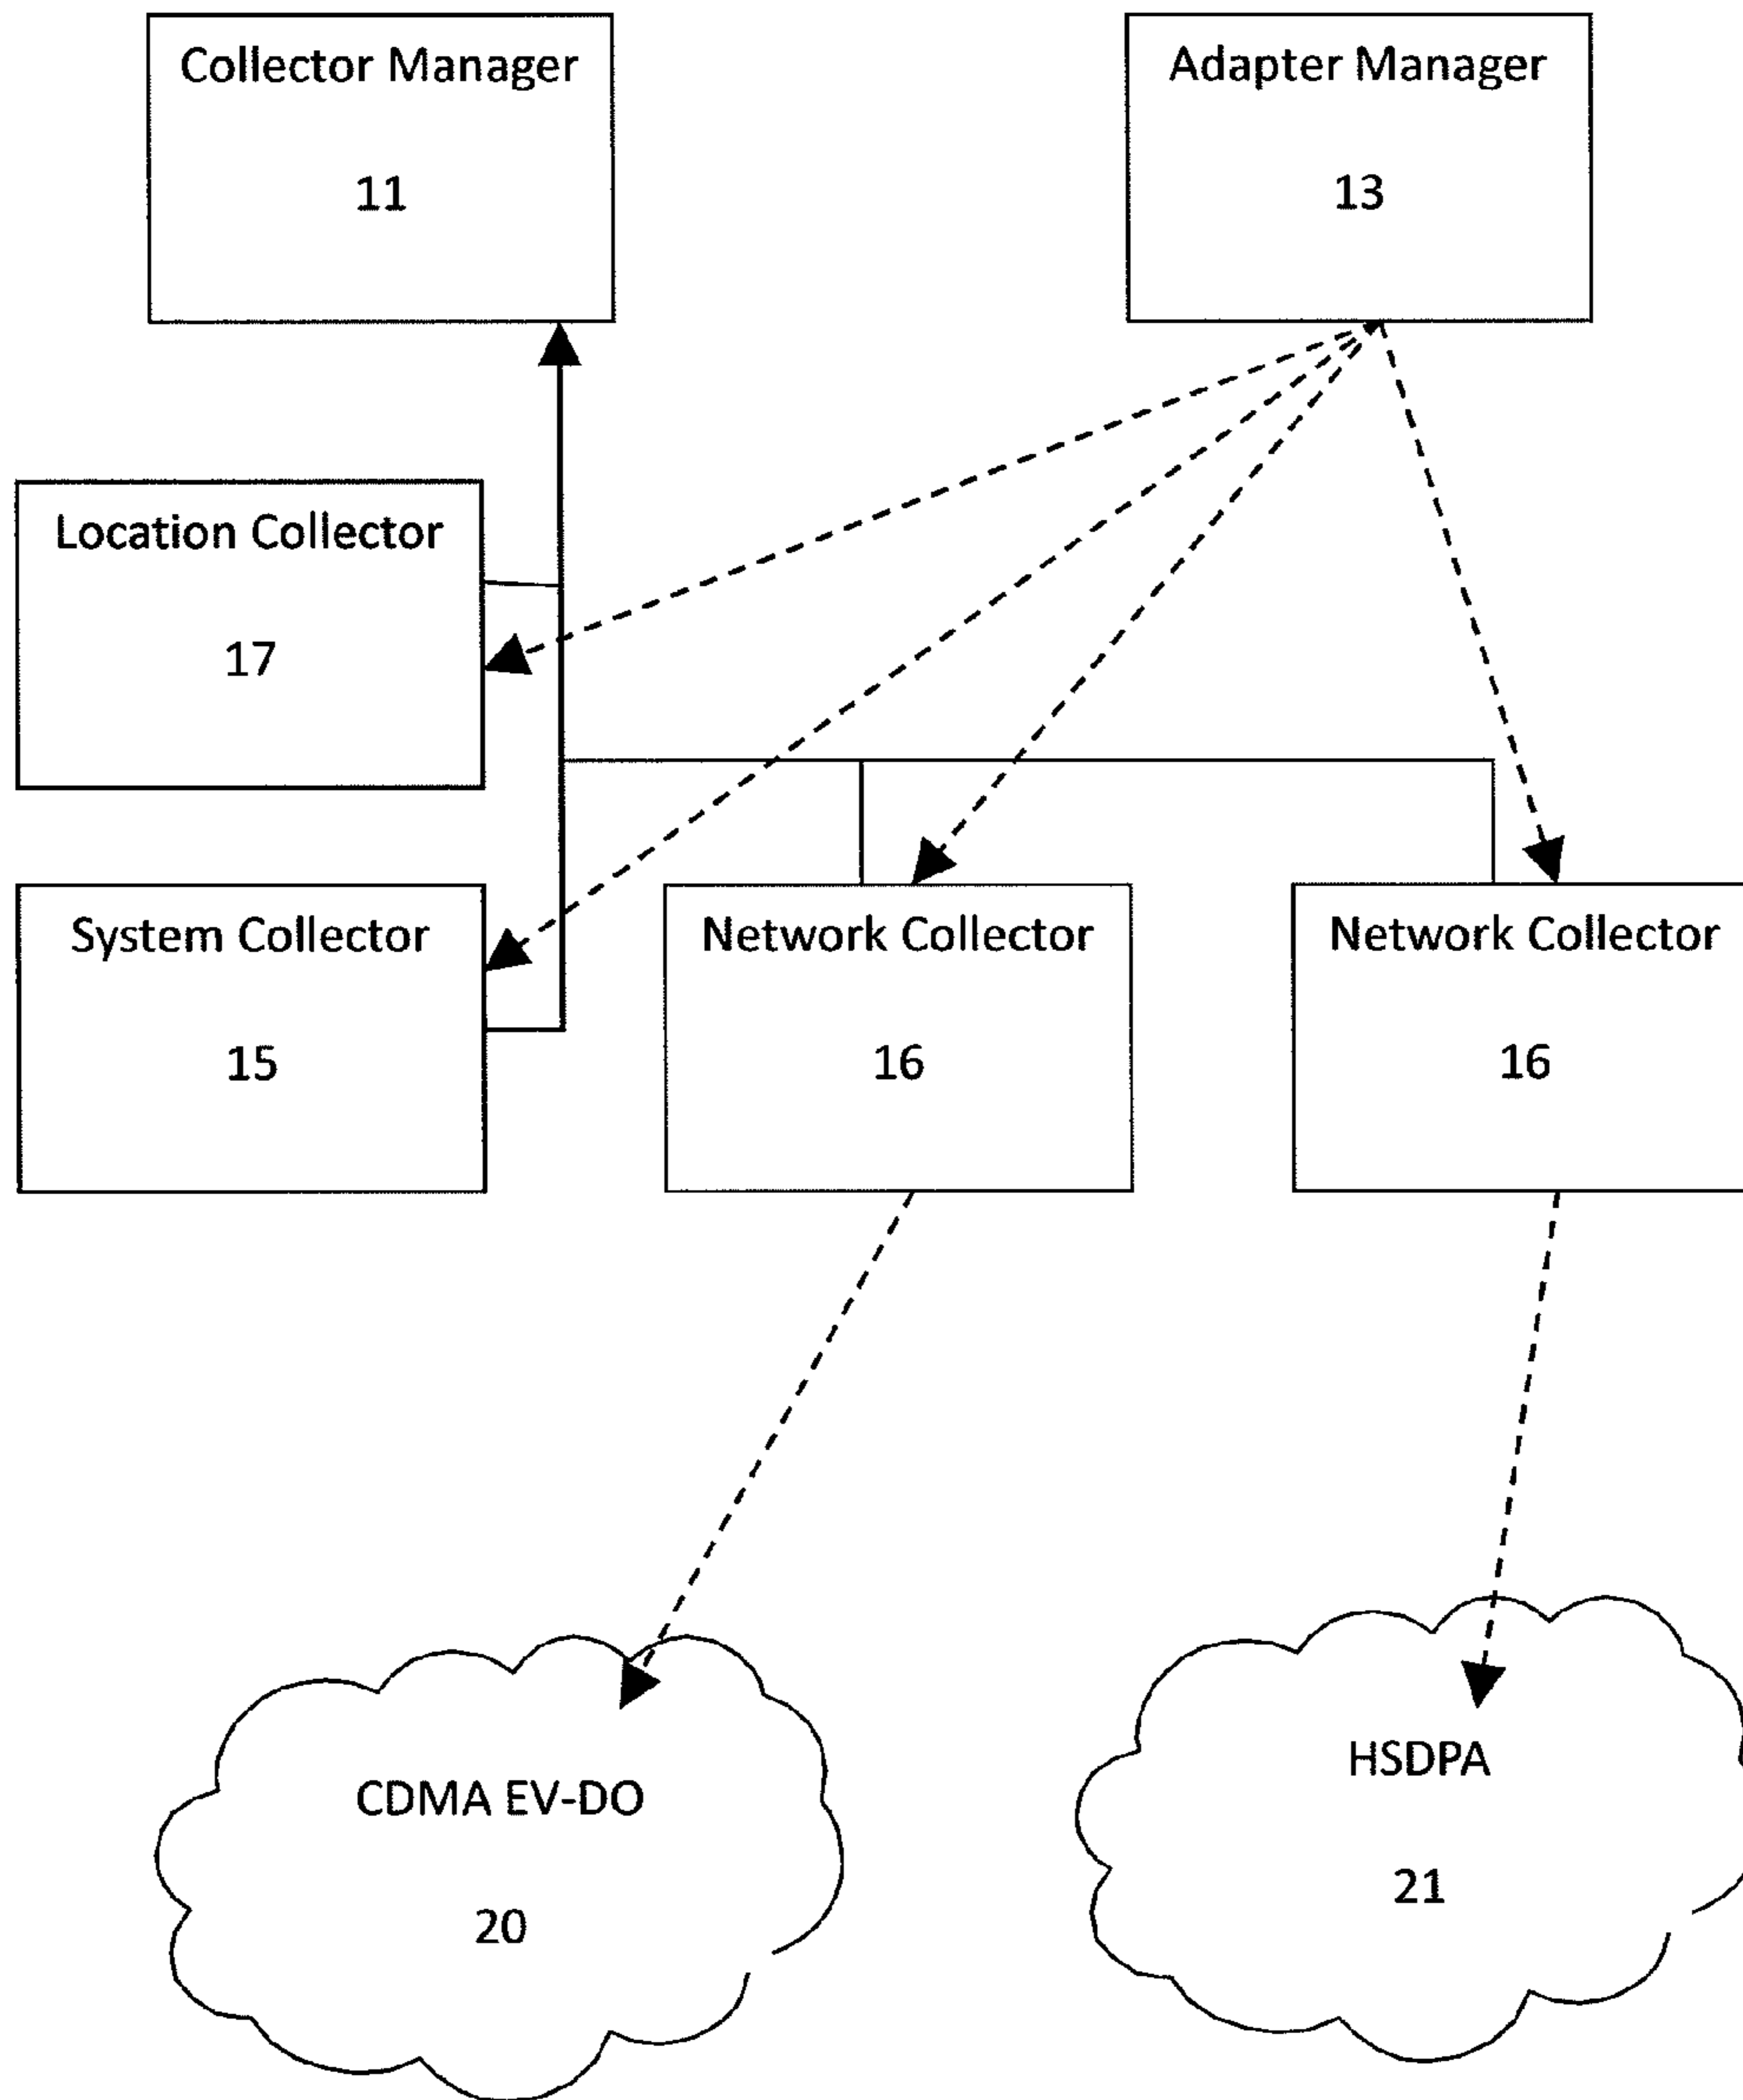 Collector Manager
11
Adapter Manager
13
Location Collector
17
System Collector
15
Network Collector
16
Network Collector
16
CDMA EV-DO
20
HSDPA
21